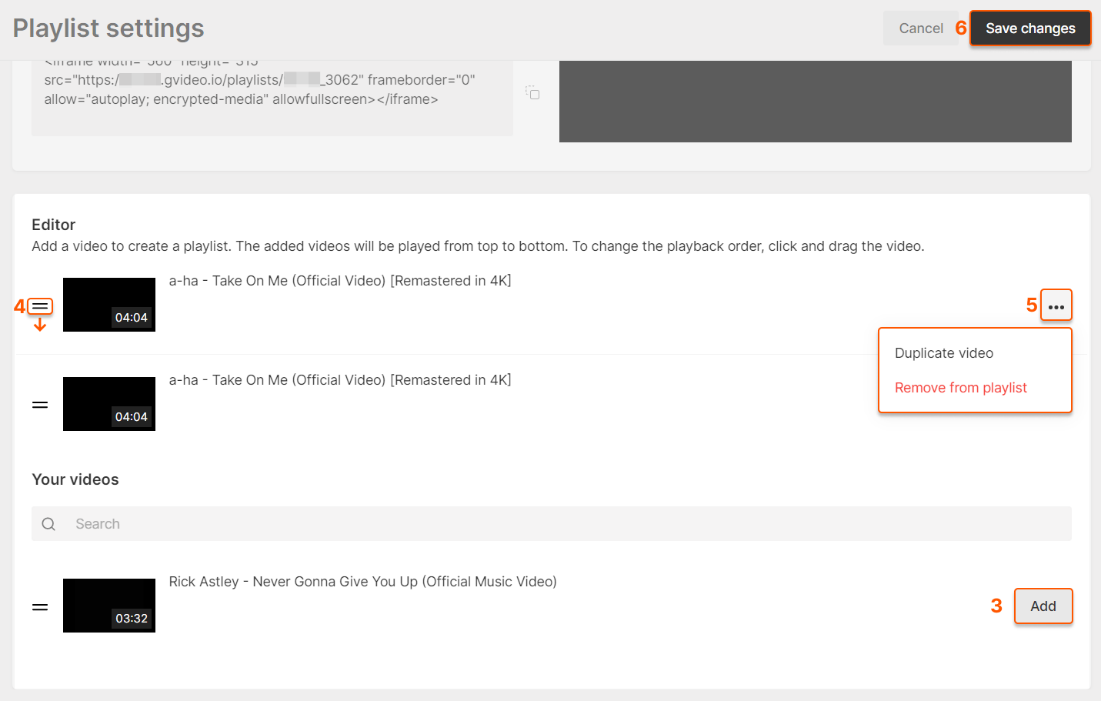 Playlist settings
Cancel
6
Save changes
<iframe width="560" height="315"
src="https:/ .gvideo.io/playlists/ _3062" frameborder="0"
allow="autoplay; encrypted-media" allowfullscreen></iframe>
Editor
Add a video to create a playlist. The added videos will be played from top to bottom. To change the playback order, click and drag the video.
a-ha - Take On Me (Official Video) [Remastered in 4K]
4
04:04
5
Duplicate video
Remove from playlist
a-ha - Take On Me (Official Video) [Remastered in 4K]
04:04
Your videos
Search
Rick Astley - Never Gonna Give You Up (Official Music Video)
03:32
3
Add